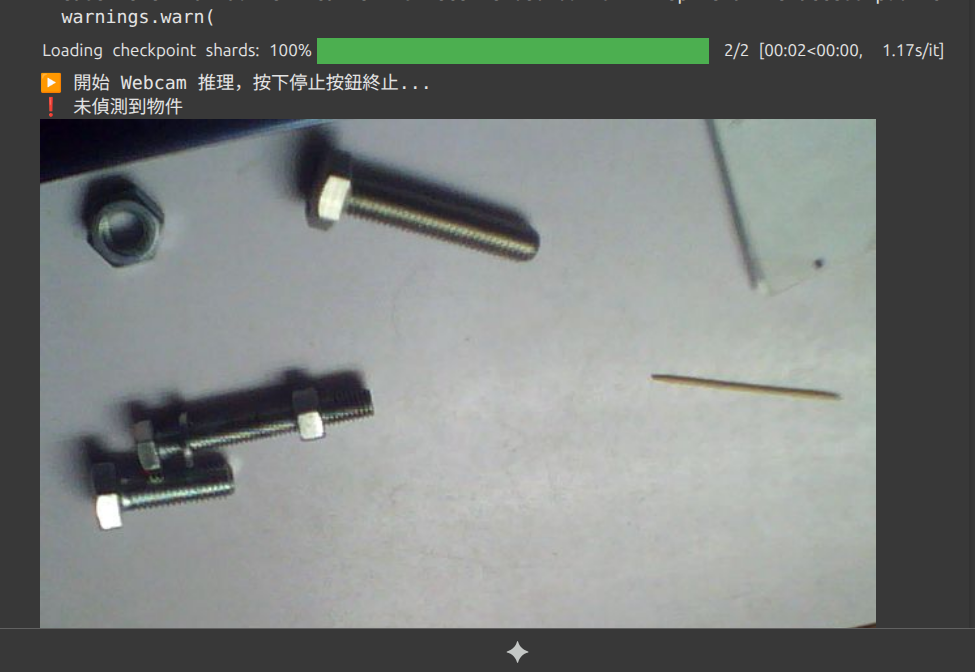 warnings.warn(
Loading checkpoint shards: 100% 2/2 [00:02<00:00, 1.17s/it]
開始 Webcam 推理，按下停止按鈕終止...
未偵測到物件